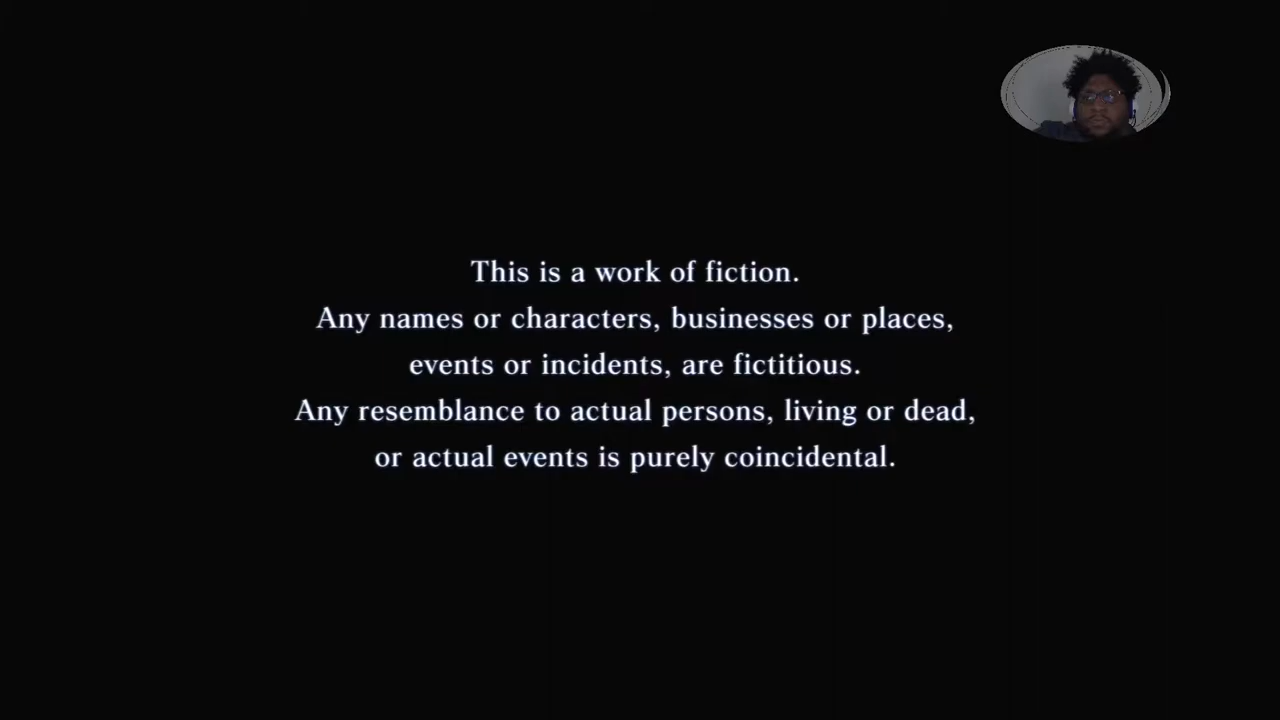 This is a work of fiction.
Any names or characters, businesses or places,
events or incidents, are fictitious.
Any resemblance to actual persons, living or dead,
or actual events is purely coincidental.